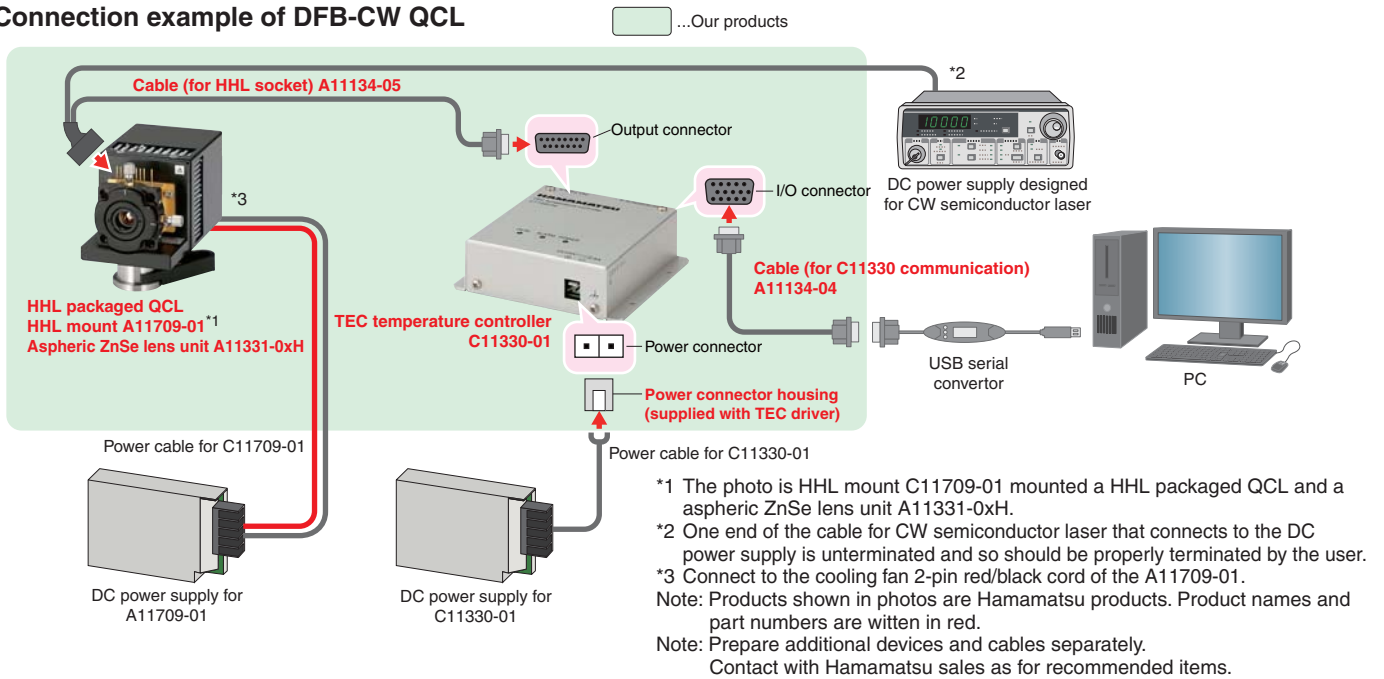 Connection example of DFB-CW QCL
...Our products
*2
Cable (for HHL socket) A11134-05
Output connector
10000
I/O connector
DC power supply designed
for CW semiconductor laser
*3
HAMAMATSU
Cable (for C11330 communication)
A11134-04
HHL packaged QCL
HHL mount A11709-01*1
Aspheric ZnSe lens unit A11331-0xH
TEC temperature controller
C11330-01
Power connector
USB serial
convertor
PC
Power connector housing
(supplied with TEC driver)
Power cable for C11709-01
Power cable for C11330-01
DC power supply for
A11709-01
DC power supply for
C11330-01
*1 The photo is HHL mount C11709-01 mounted a HHL packaged QCL and a
aspheric ZnSe lens unit A11331-0xH.
*2 One end of the cable for CW semiconductor laser that connects to the DC
power supply is unterminated and so should be properly terminated by the user.
*3 Connect to the cooling fan 2-pin red/black cord of the A11709-01.
Note: Products shown in photos are Hamamatsu products. Product names and
part numbers are witten in red.
Note: Prepare additional devices and cables separately.
Contact with Hamamatsu sales as for recommended items.